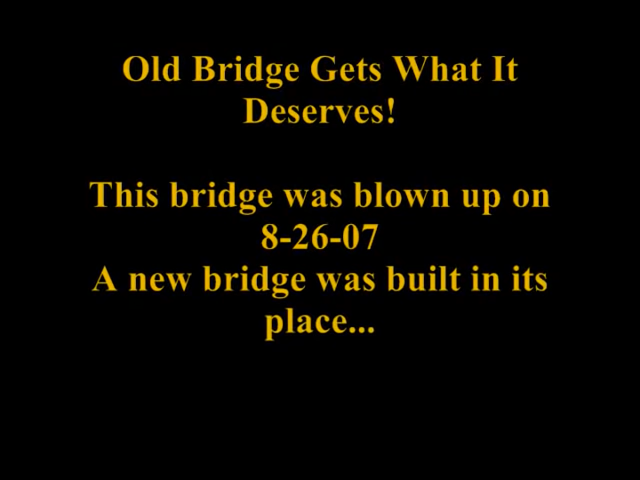 Old Bridge Gets What It
Deserves!
This bridge was blown up on
8-26-07
A new bridge was built in its
place...